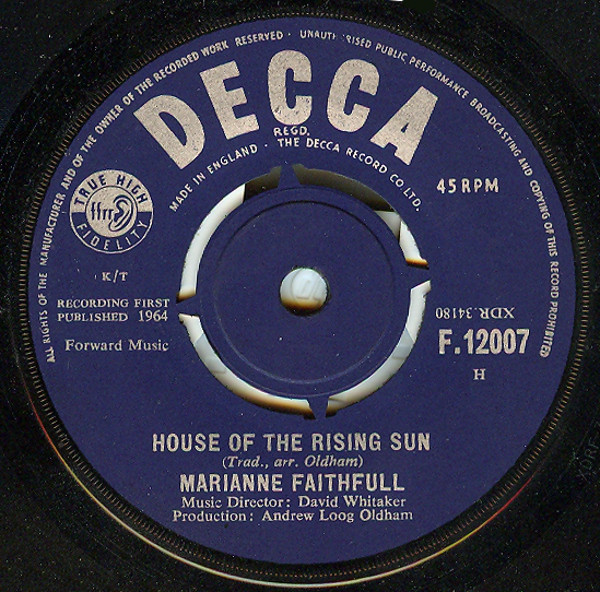 ALL RIGHTS OF THE MANUFACTURER AND OF THE OWNER OF THE RECORDED WORK RESERVED · UNAUTHORISED PUBLIC PERFORMANCE BROADCASTING AND COPYING OF THIS RECORD PROHIBITED
DECCA
REGD.
MADE IN ENGLAND · THE DECCA RECORD CO. LTD.
TRUE HIGH
ffrr
FIDELITY
45 RPM
K/T
RECORDING FIRST
PUBLISHED 1964
Forward Music
XDR.34180
F.12007
H
HOUSE OF THE RISING SUN
(Trad., arr. Oldham)
MARIANNE FAITHFULL
Music Director: David Whitaker
Production: Andrew Loog Oldham